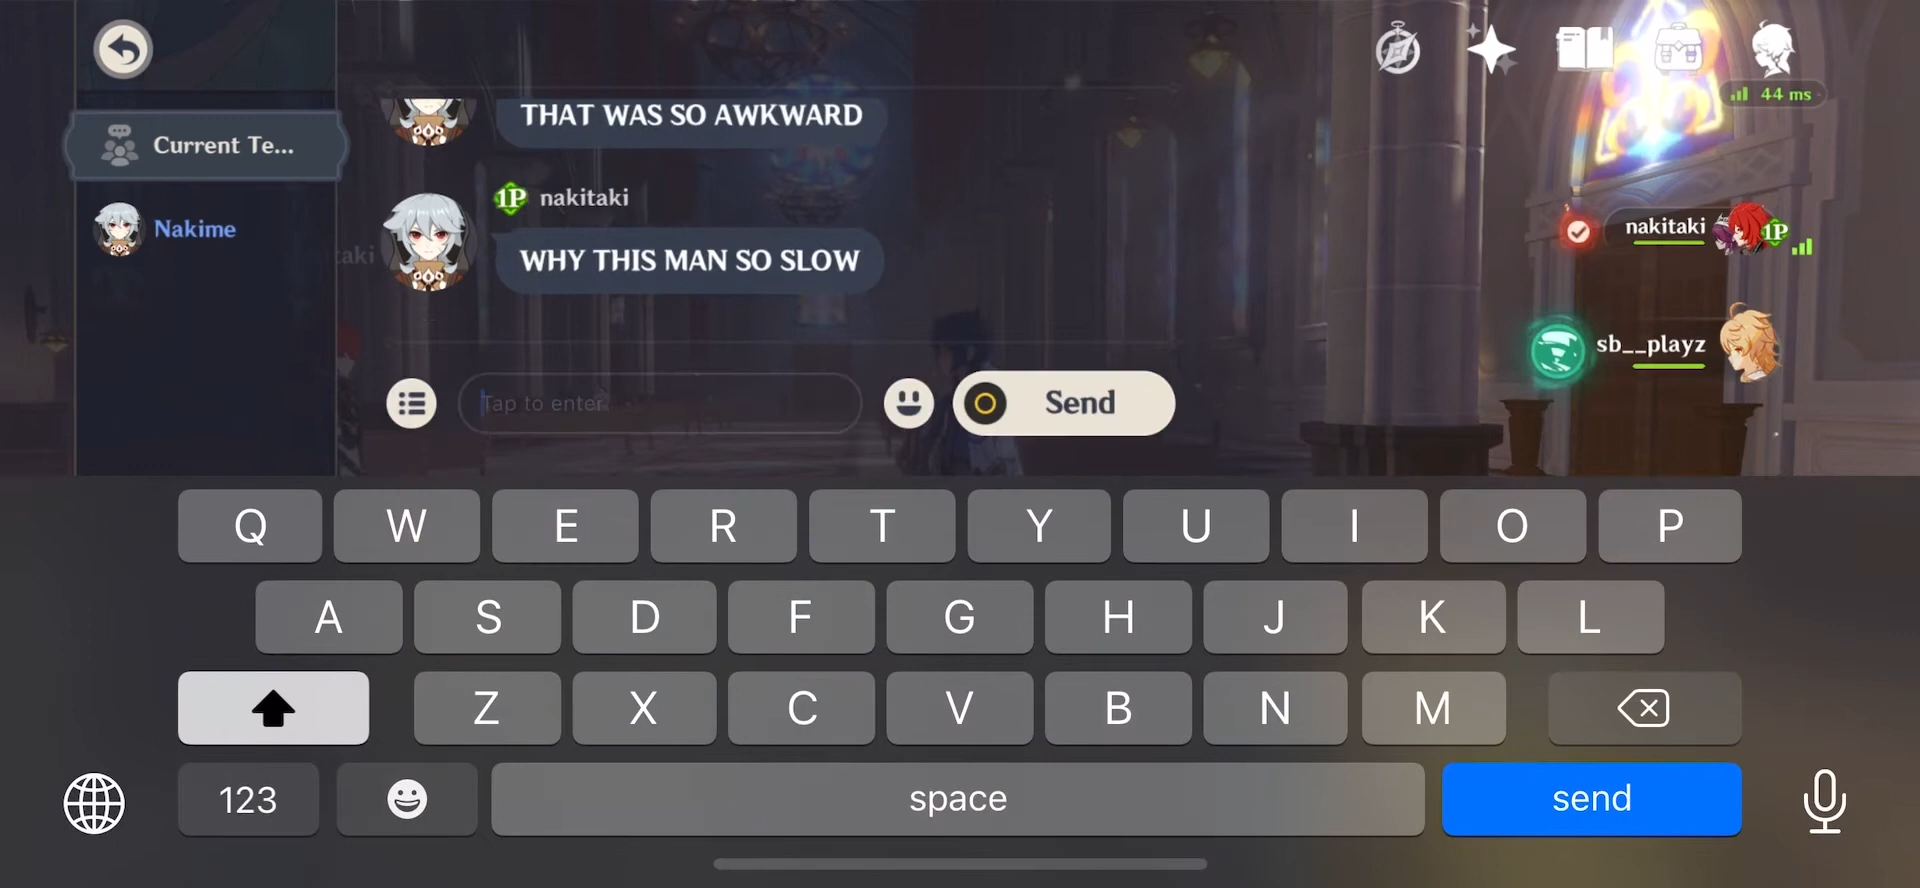 44 ms
THAT WAS SO AWKWARD
Current Te...
1P nakitaki
Nakime
WHY THIS MAN SO SLOW
nakitaki 1P
aki
sb__playz
Tap to enter
Send
Q W E R T Y U I O P
A S D F G H J K L
Z X C V B N M
123 space send